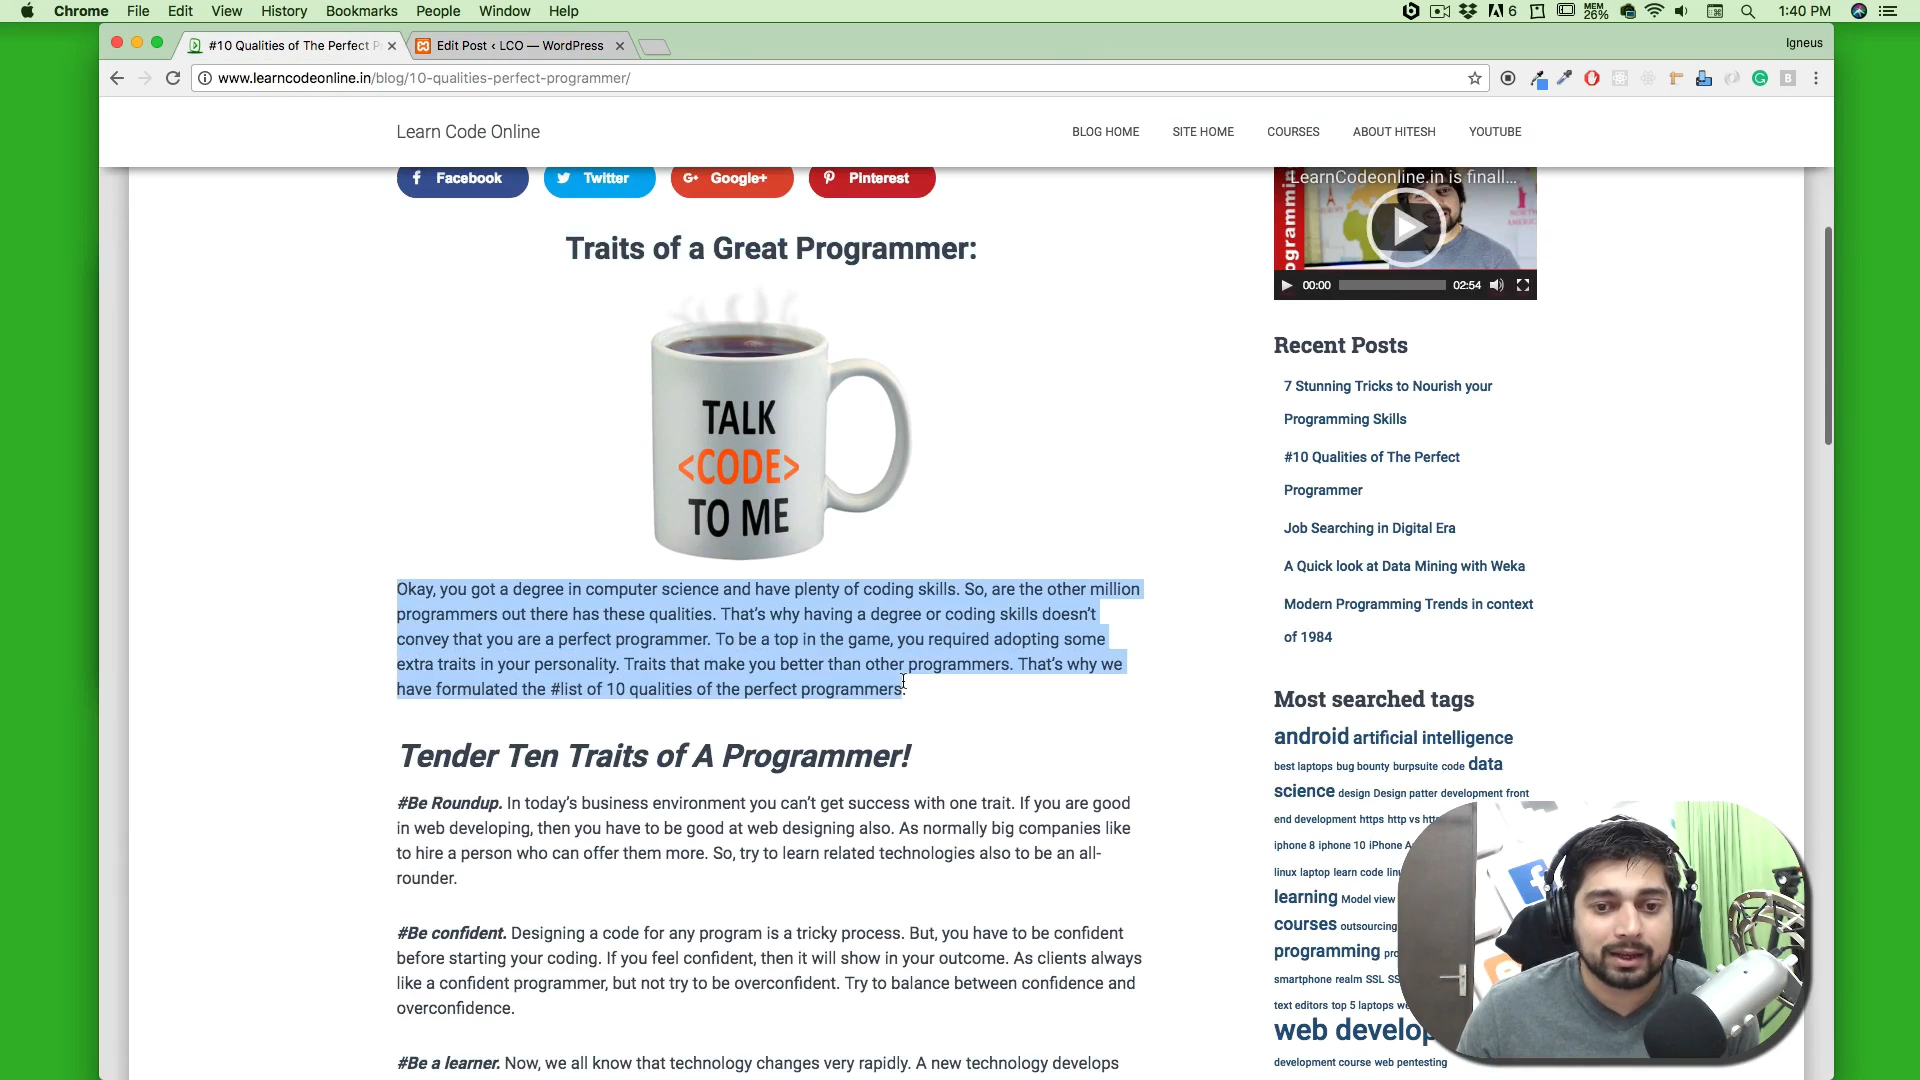 Chrome File Edit View History Bookmarks People Window Help
6 MEM 26% 1:40 PM
#10 Qualities of The Perfect P
Edit Post ‹ LCO — WordPress
Igneus
www.learncodeonline.in/blog/10-qualities-perfect-programmer/
Learn Code Online
BLOG HOME SITE HOME COURSES ABOUT HITESH YOUTUBE
Facebook Twitter Google+ Pinterest
Traits of a Great Programmer:
TALK
<CODE>
TO ME
Okay, you got a degree in computer science and have plenty of coding skills. So, are the other million
programmers out there has these qualities. That’s why having a degree or coding skills doesn’t
convey that you are a perfect programmer. To be a top in the game, you required adopting some
extra traits in your personality. Traits that make you better than other programmers. That’s why we
have formulated the #list of 10 qualities of the perfect programmers.
Tender Ten Traits of A Programmer!
#Be Roundup. In today’s business environment you can’t get success with one trait. If you are good
in web developing, then you have to be good at web designing also. As normally big companies like
to hire a person who can offer them more. So, try to learn related technologies also to be an all-
rounder.
#Be confident. Designing a code for any program is a tricky process. But, you have to be confident
before starting your coding. If you feel confident, then it will show in your outcome. As clients always
like a confident programmer, but not try to be overconfident. Try to balance between confidence and
overconfidence.
#Be a learner. Now, we all know that technology changes very rapidly. A new technology develops
LearnCodeonline.in is finall...
00:00 02:54
Recent Posts
7 Stunning Tricks to Nourish your
Programming Skills
#10 Qualities of The Perfect
Programmer
Job Searching in Digital Era
A Quick look at Data Mining with Weka
Modern Programming Trends in context
of 1984
Most searched tags
android artificial intelligence
best laptops bug bounty burpsuite code data
science design Design patter development front
end development https http vs
iphone 8 iphone 10 iPhone
linux laptop learn code
learning Model view
courses outsourcing
programming
smartphone realm SSL
text editors top 5 laptops
web develop
development course web pentesting